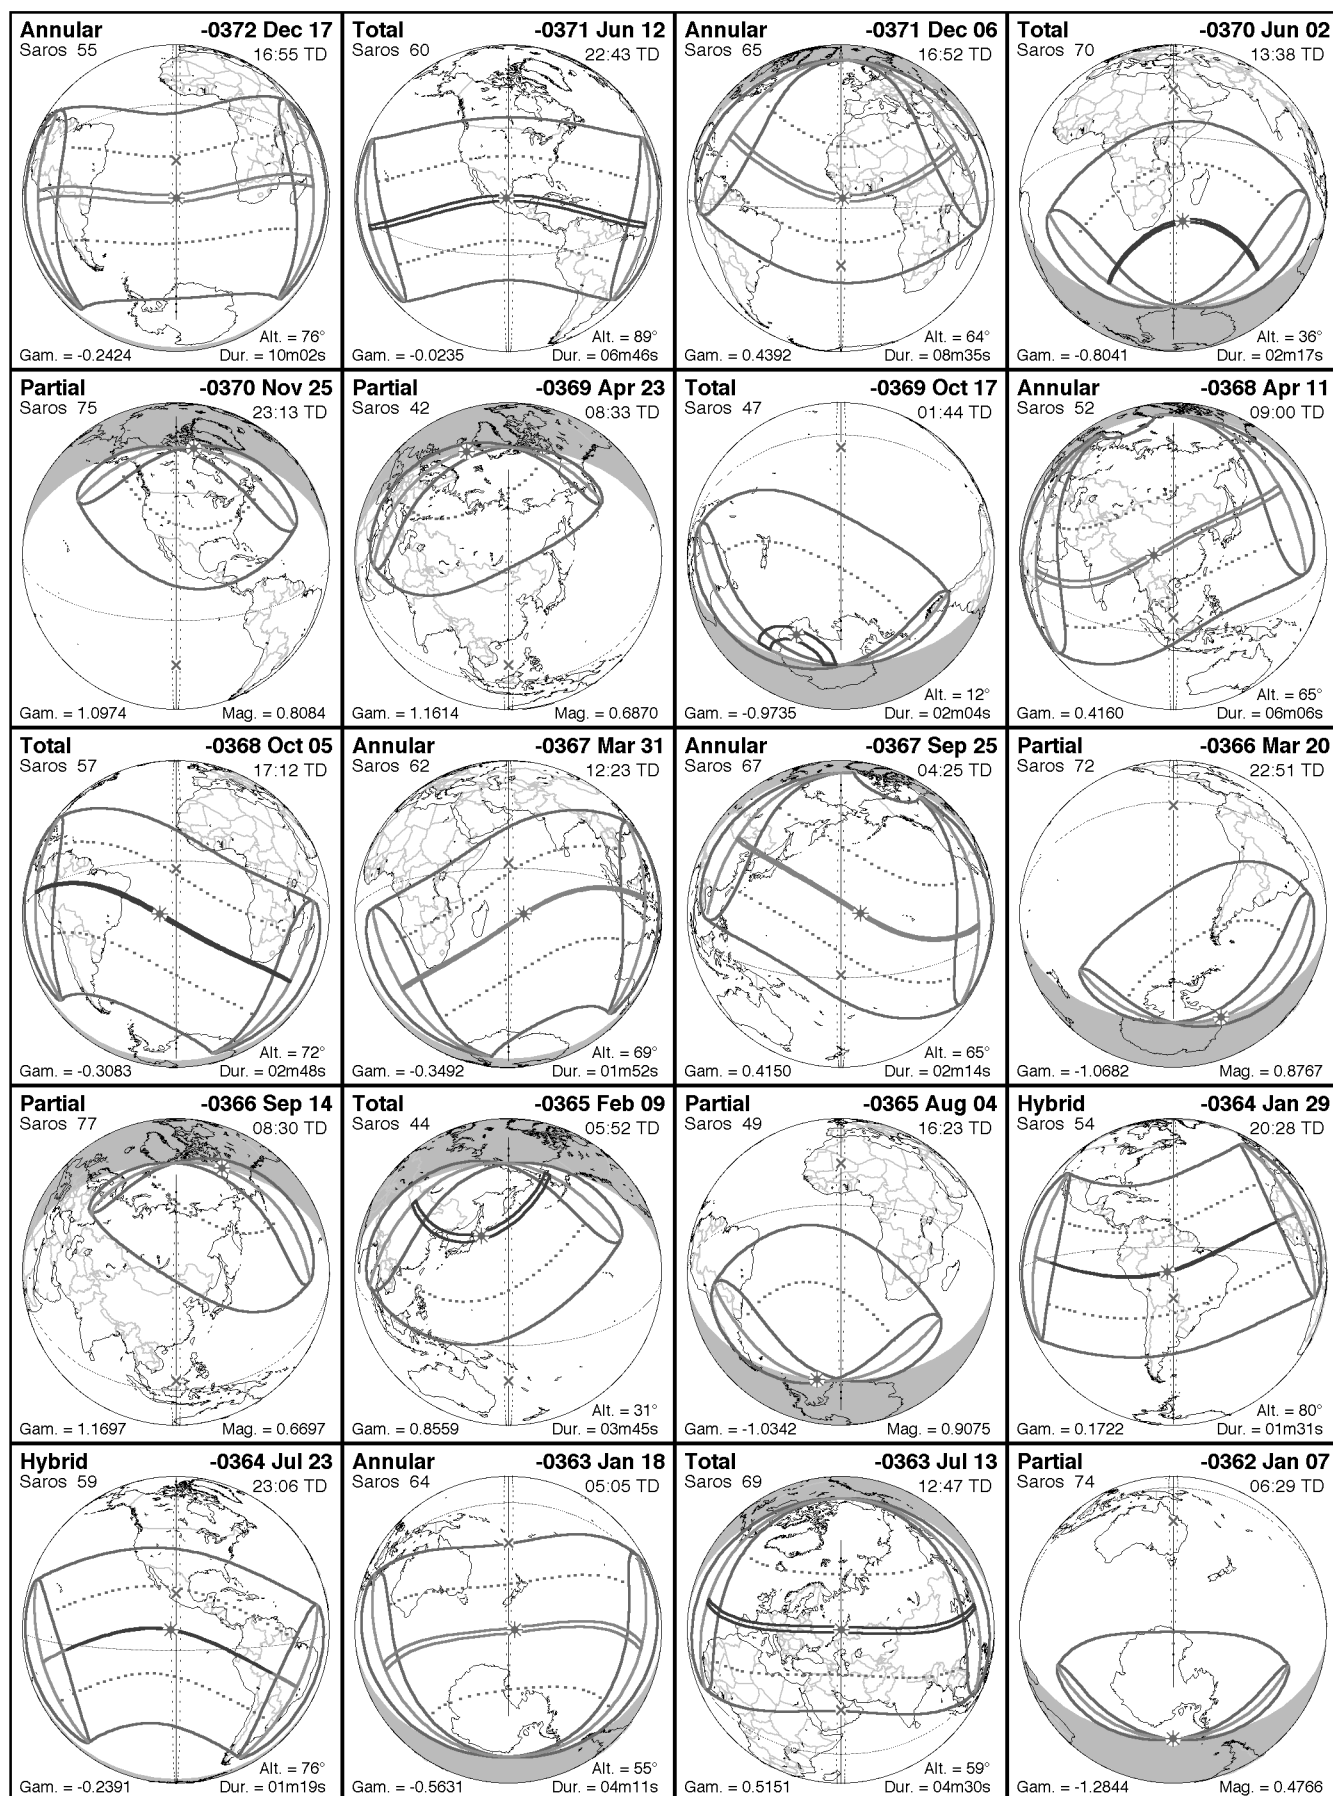 Annular -0372 Dec 17
Saros 55 16:55 TD
Alt. = 76°
Gam. = -0.2424 Dur. = 10m02s
Total -0371 Jun 12
Saros 60 22:43 TD
Alt. = 89°
Gam. = -0.0235 Dur. = 06m46s
Annular -0371 Dec 06
Saros 65 16:52 TD
Alt. = 64°
Gam. = 0.4392 Dur. = 08m35s
Total -0370 Jun 02
Saros 70 13:38 TD
Alt. = 36°
Gam. = -0.8041 Dur. = 02m17s
Partial -0370 Nov 25
Saros 75 23:13 TD
Gam. = 1.0974 Mag. = 0.8084
Partial -0369 Apr 23
Saros 42 08:33 TD
Gam. = 1.1614 Mag. = 0.6870
Total -0369 Oct 17
Saros 47 01:44 TD
Alt. = 12°
Gam. = -0.9735 Dur. = 02m04s
Annular -0368 Apr 11
Saros 52 09:00 TD
Alt. = 65°
Gam. = 0.4160 Dur. = 06m06s
Total -0368 Oct 05
Saros 57 17:12 TD
Alt. = 72°
Gam. = -0.3083 Dur. = 02m48s
Annular -0367 Mar 31
Saros 62 12:23 TD
Alt. = 69°
Gam. = -0.3492 Dur. = 01m52s
Annular -0367 Sep 25
Saros 67 04:25 TD
Alt. = 65°
Gam. = 0.4150 Dur. = 02m14s
Partial -0366 Mar 20
Saros 72 22:51 TD
Gam. = -1.0682 Mag. = 0.8767
Partial -0366 Sep 14
Saros 77 08:30 TD
Gam. = 1.1697 Mag. = 0.6697
Total -0365 Feb 09
Saros 44 05:52 TD
Alt. = 31°
Gam. = 0.8559 Dur. = 03m45s
Partial -0365 Aug 04
Saros 49 16:23 TD
Gam. = -1.0342 Mag. = 0.9075
Hybrid -0364 Jan 29
Saros 54 20:28 TD
Alt. = 80°
Gam. = 0.1722 Dur. = 01m31s
Hybrid -0364 Jul 23
Saros 59 23:06 TD
Alt. = 76°
Gam. = -0.2391 Dur. = 01m19s
Annular -0363 Jan 18
Saros 64 05:05 TD
Alt. = 55°
Gam. = -0.5631 Dur. = 04m11s
Total -0363 Jul 13
Saros 69 12:47 TD
Alt. = 59°
Gam. = 0.5151 Dur. = 04m30s
Partial -0362 Jan 07
Saros 74 06:29 TD
Gam. = -1.2844 Mag. = 0.4766